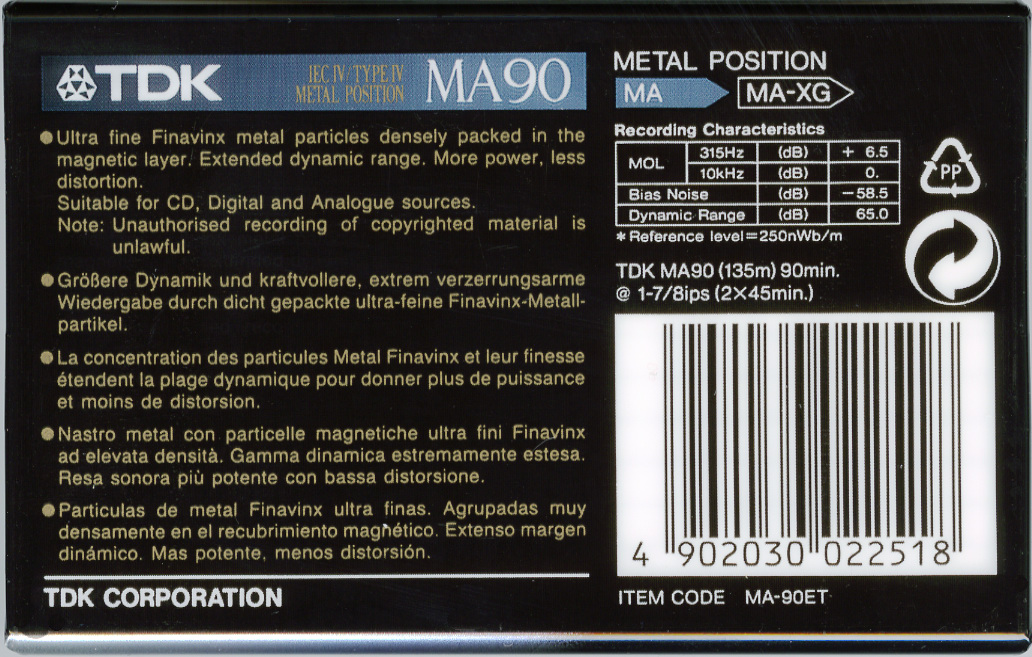 TDK
IEC IV/TYPE IV
METAL POSITION
MA90
●Ultra fine Finavinx metal particles densely packed in the
magnetic layer. Extended dynamic range. More power, less
distortion.
Suitable for CD, Digital and Analogue sources.
Note: Unauthorised recording of copyrighted material is
unlawful.
●Größere Dynamik und kraftvollere, extrem verzerrungsarme
Wiedergabe durch dicht gepackte ultra-feine Finavinx-Metall-
partikel.
●La concentration des particules Metal Finavinx et leur finesse
étendent la plage dynamique pour donner plus de puissance
et moins de distorsion.
●Nastro metal con particelle magnetiche ultra fini Finavinx
ad elevata densità. Gamma dinamica estremamente estesa.
Resa sonora più potente con bassa distorsione.
●Particulas de metal Finavinx ultra finas. Agrupadas muy
densamente en el recubrimiento magnético. Extenso margen
dinámico. Mas potente, menos distorsión.
TDK CORPORATION
METAL POSITION
MA MA-XG
Recording Characteristics
MOL 315Hz (dB) + 6.5
10kHz (dB) 0.
Bias Noise (dB) −58.5
Dynamic Range (dB) 65.0
* Reference level=250nWb/m
PP
TDK MA90 (135m) 90min.
@ 1-7/8ips (2×45min.)
4 902030 022518
ITEM CODE MA-90ET